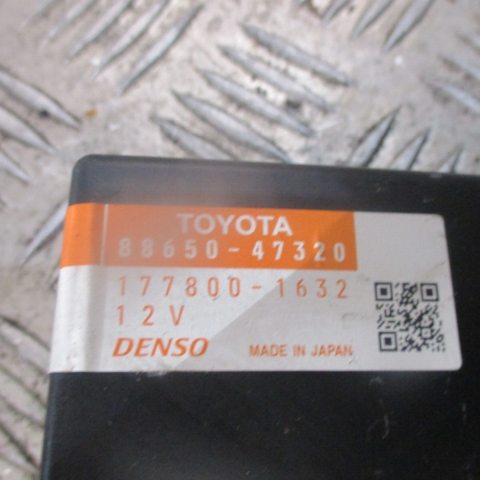 TOYOTA
88650-47320
177800-1632
12V
DENSO MADE IN JAPAN